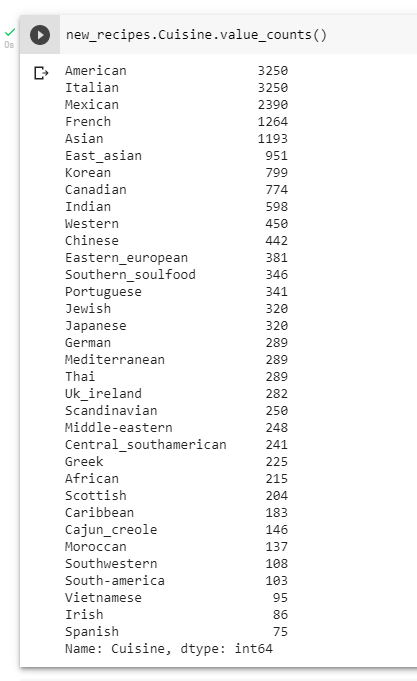 new_recipes.Cuisine.value_counts()
0s
American 3250
Italian 3250
Mexican 2390
French 1264
Asian 1193
East_asian 951
Korean 799
Canadian 774
Indian 598
Western 450
Chinese 442
Eastern_european 381
Southern_soulfood 346
Portuguese 341
Jewish 320
Japanese 320
German 289
Mediterranean 289
Thai 289
Uk_ireland 282
Scandinavian 250
Middle-eastern 248
Central_southamerican 241
Greek 225
African 215
Scottish 204
Caribbean 183
Cajun_creole 146
Moroccan 137
Southwestern 108
South-america 103
Vietnamese 95
Irish 86
Spanish 75
Name: Cuisine, dtype: int64